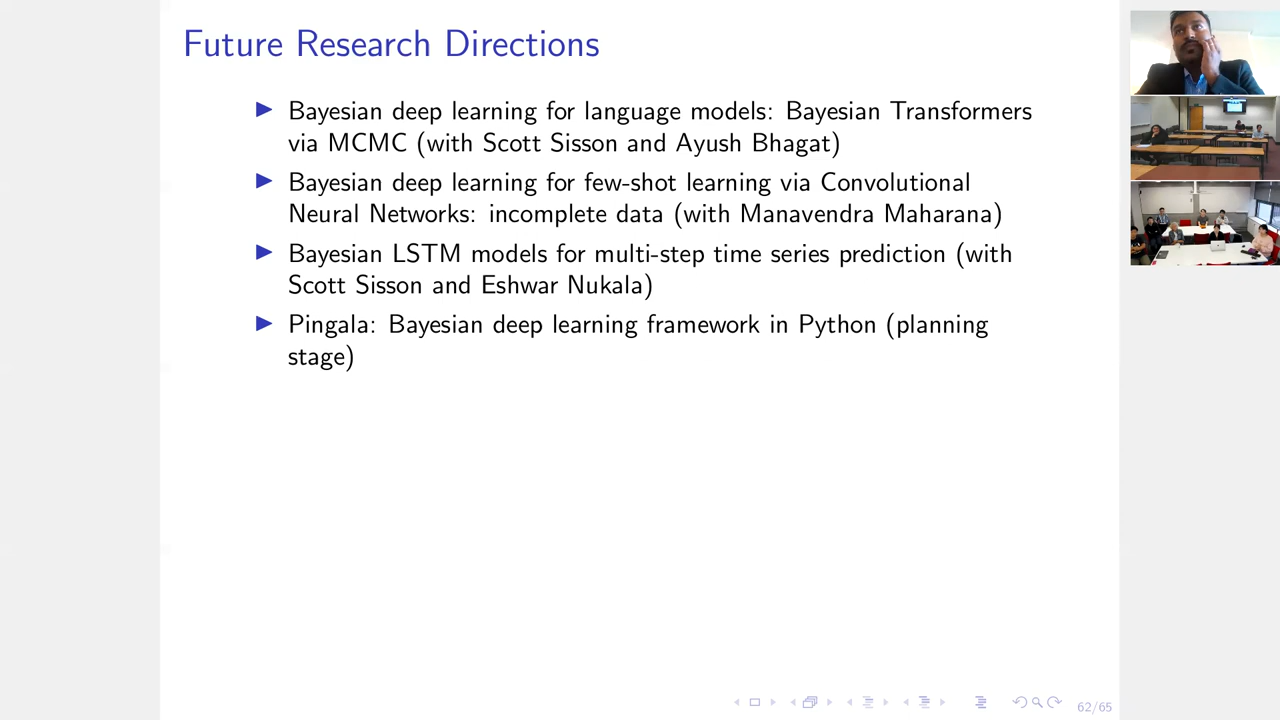 Future Research Directions
Bayesian deep learning for language models: Bayesian Transformers
via MCMC (with Scott Sisson and Ayush Bhagat)
Bayesian deep learning for few-shot learning via Convolutional
Neural Networks: incomplete data (with Manavendra Maharana)
Bayesian LSTM models for multi-step time series prediction (with
Scott Sisson and Eshwar Nukala)
Pingala: Bayesian deep learning framework in Python (planning
stage)
62/65